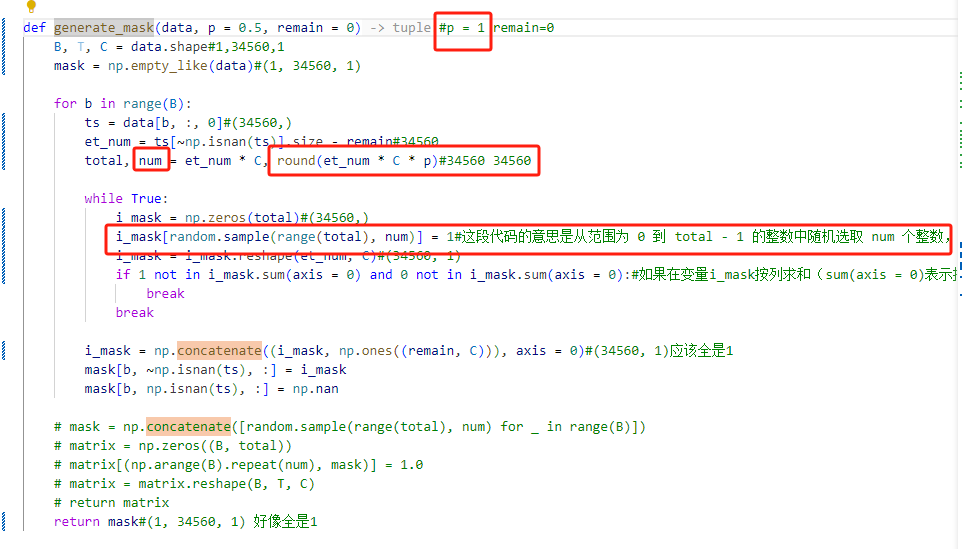 def generate_mask(data, p = 0.5, remain = 0) -> tuple #p = 1 remain=0
B, T, C = data.shape#1,34560,1
mask = np.empty_like(data)#(1, 34560, 1)
for b in range(B):
ts = data[b, :, 0]#(34560,)
et_num = ts[~np.isnan(ts)].size - remain#34560
total, num = et_num * C, round(et_num * C * p)#34560 34560
while True:
i_mask = np.zeros(total)#(34560,)
i_mask[random.sample(range(total), num)] = 1#这段代码的意思是从范围为 0 到 total - 1 的整数中随机选取 num 个整数，
i_mask = i_mask.reshape(et_num, C)#(34560, 1)
if 1 not in i_mask.sum(axis = 0) and 0 not in i_mask.sum(axis = 0):#如果在变量i_mask按列求和（sum(axis = 0)表示
break
break
i_mask = np.concatenate((i_mask, np.ones((remain, C))), axis = 0)#(34560, 1)应该全是1
mask[b, ~np.isnan(ts), :] = i_mask
mask[b, np.isnan(ts), :] = np.nan
# mask = np.concatenate([random.sample(range(total), num) for _ in range(B)])
# matrix = np.zeros((B, total))
# matrix[(np.arange(B).repeat(num), mask)] = 1.0
# matrix = matrix.reshape(B, T, C)
# return matrix
return mask#(1, 34560, 1) 好像全是1